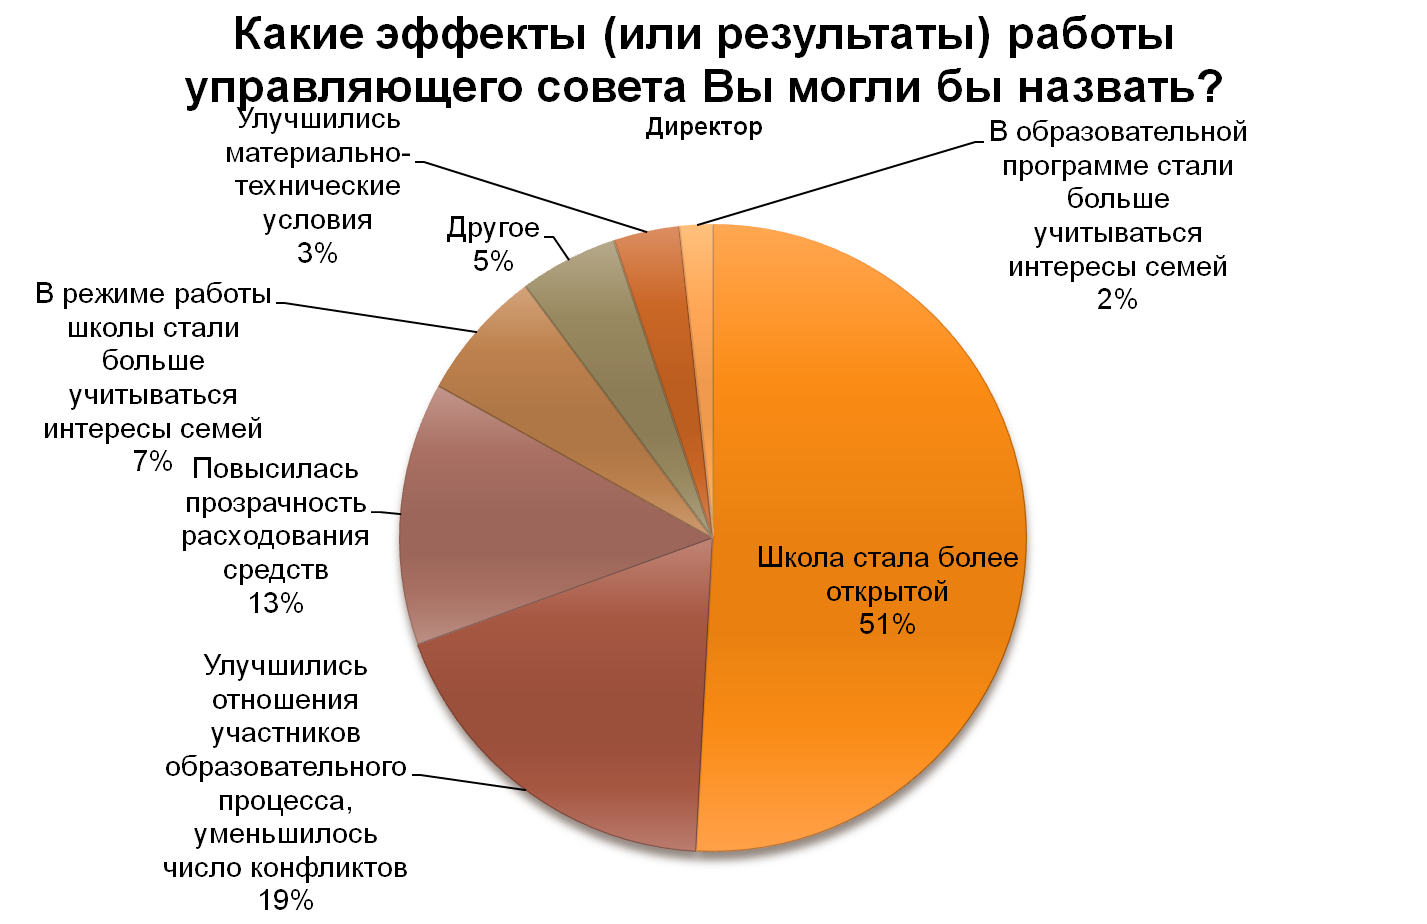 Какие эффекты (или результаты) работы
управляющего совета Вы могли бы назвать?
Директор
Улучшились
материально-
технические
условия
3%
Другое
5%
В образовательной
программе стали
больше
учитываться
интересы семей
2%
В режиме работы
школы стали
больше
учитываться
интересы семей
7%
Повысилась
прозрачность
расходования
средств
13%
Школа стала более
открытой
51%
Улучшились
отношения
участников
образовательного
процесса,
уменьшилось
число конфликтов
19%